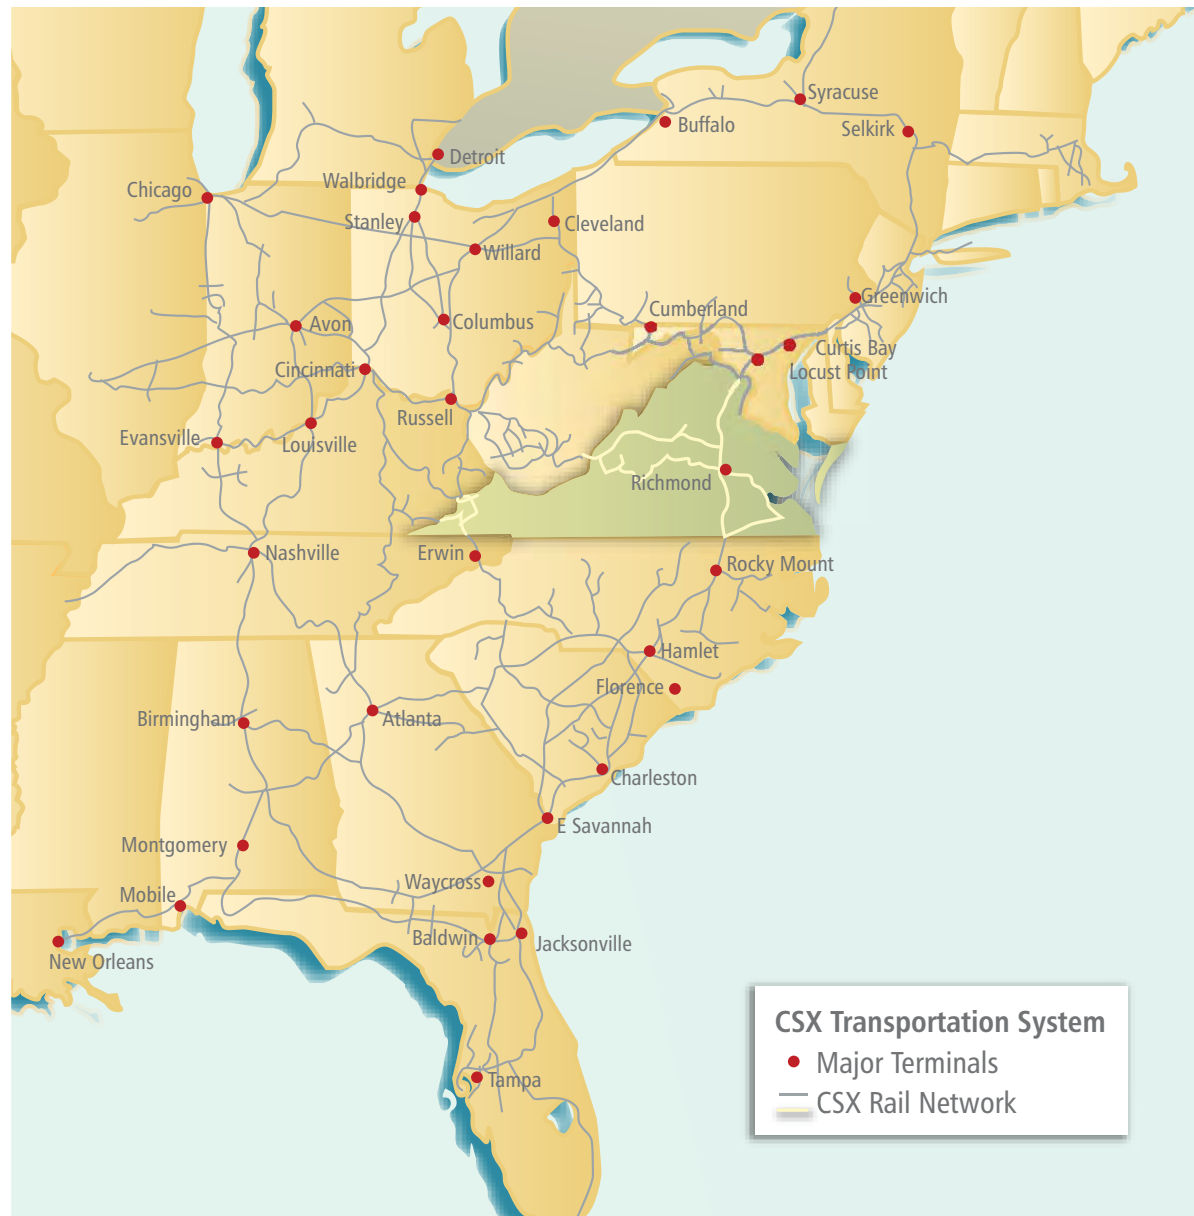 Syracuse
Buffalo
Selkirk
Detroit
Walbridge
Chicago
Stanley
Cleveland
Willard
Greenwich
Cumberland
Avon
Columbus
Curtis Bay
Cincinnati
Locust Point
Russell
Evansville
Louisville
Richmond
Nashville
Erwin
Rocky Mount
Hamlet
Florence
Birmingham
Atlanta
Charleston
E Savannah
Montgomery
Waycross
Mobile
Baldwin
Jacksonville
New Orleans
CSX Transportation System
Major Terminals
Tampa
CSX Rail Network